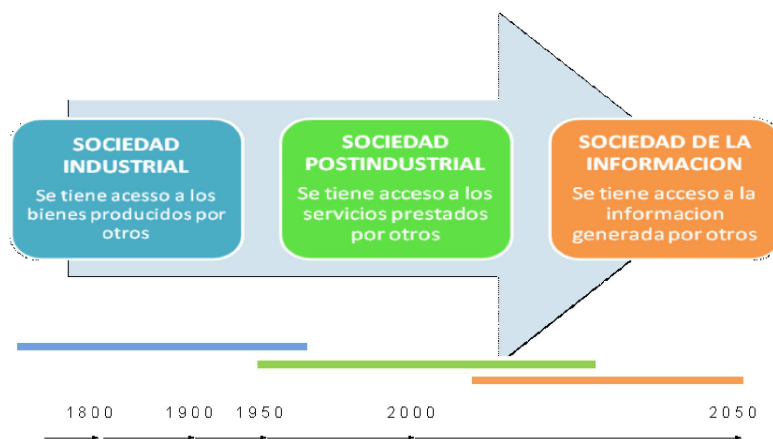 SOCIEDAD
INDUSTRIAL
Se tiene acesso a los
bienes producidos por
otros
SOCIEDAD
POSTINDUSTRIAL
Se tiene acceso a los
servicios prestados
por otros
SOCIEDAD DE LA
INFORMACION
Se tiene acceso a la
informacion
generada por otros
1800 1900 1950 2000 2050